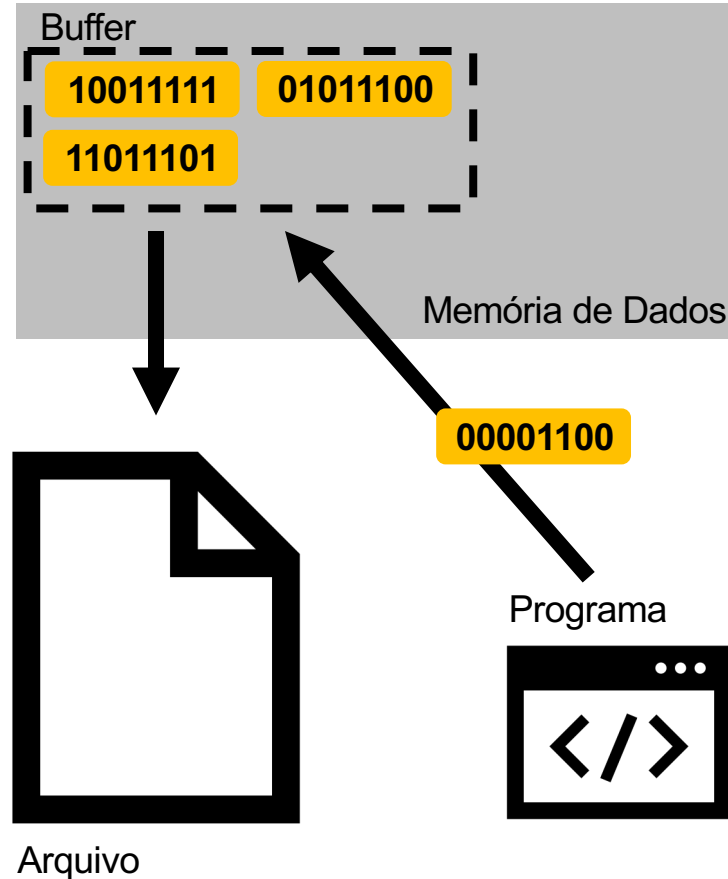 Buffer
10011111 01011100
11011101
Memória de Dados
00001100
Programa
</>
Arquivo